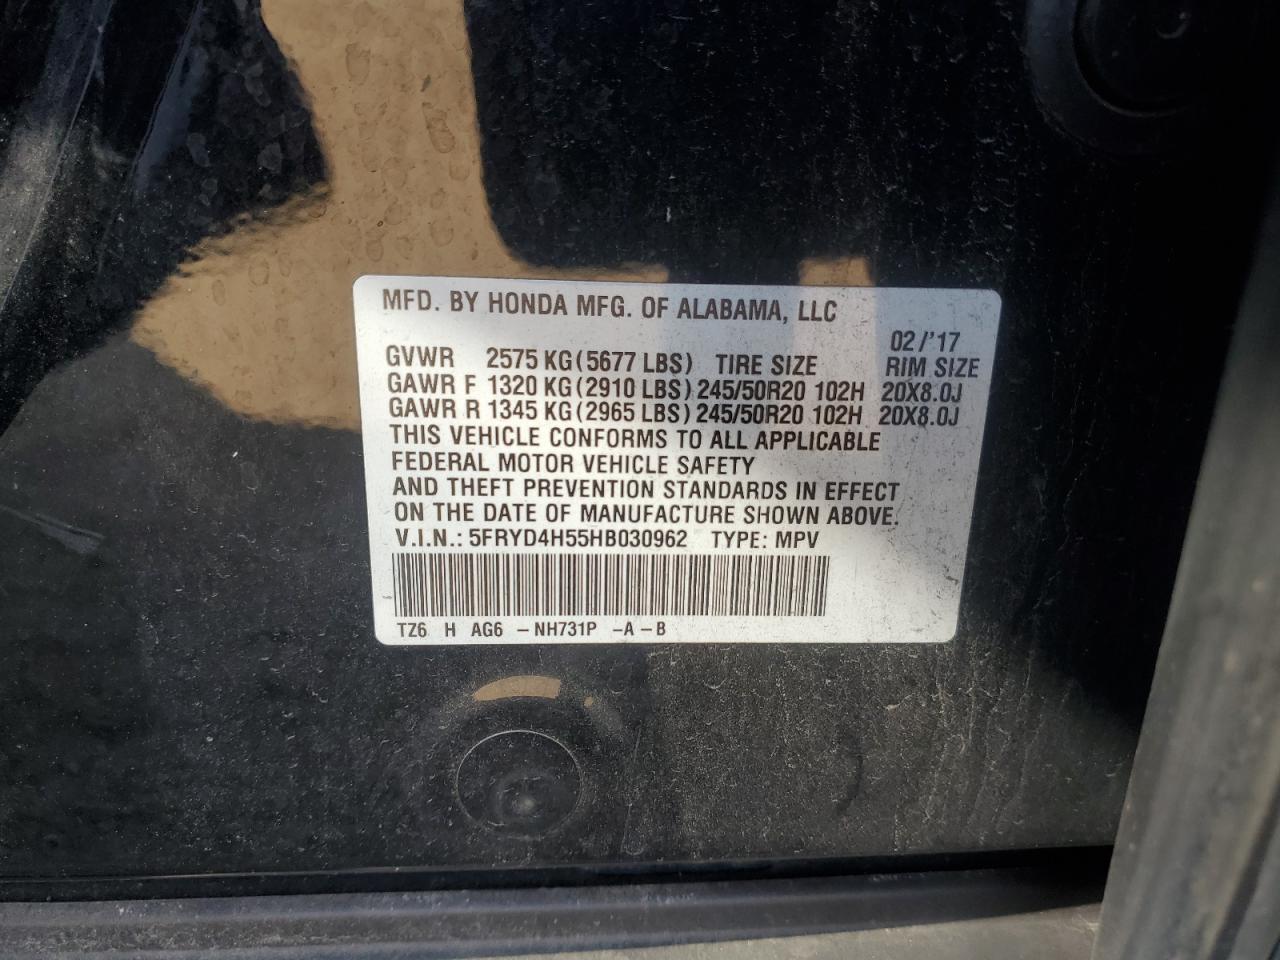 MFD. BY HONDA MFG. OF ALABAMA, LLC
02/'17
GVWR 2575 KG(5677 LBS) TIRE SIZE RIM SIZE
GAWR F 1320 KG(2910 LBS) 245/50R20 102H 20X8.0J
GAWR R 1345 KG(2965 LBS) 245/50R20 102H 20X8.0J
THIS VEHICLE CONFORMS TO ALL APPLICABLE
FEDERAL MOTOR VEHICLE SAFETY
AND THEFT PREVENTION STANDARDS IN EFFECT
ON THE DATE OF MANUFACTURE SHOWN ABOVE.
V.I.N.: 5FRYD4H55HB030962 TYPE: MPV
TZ6 H AG6 -NH731P -A-B